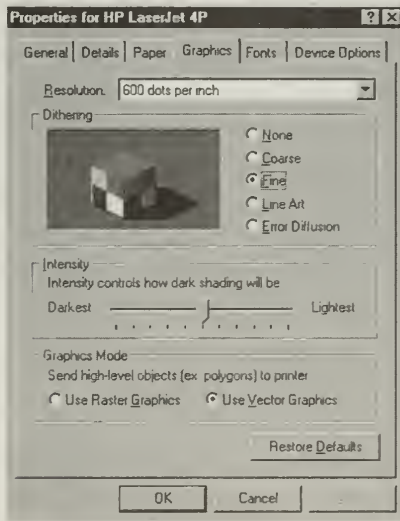 Properties for HP LaserJet 4P
General Details Paper Graphics Fonts Device Options
Resolution: 600 dots per inch
Dithering
None
Coarse
Fine
Line Art
Error Diffusion
Intensity
Intensity controls how dark shading will be
Darkest Lightest
Graphics Mode
Send high-level objects (ex polygons) to printer
Use Raster Graphics Use Vector Graphics
Restore Defaults
OK Cancel